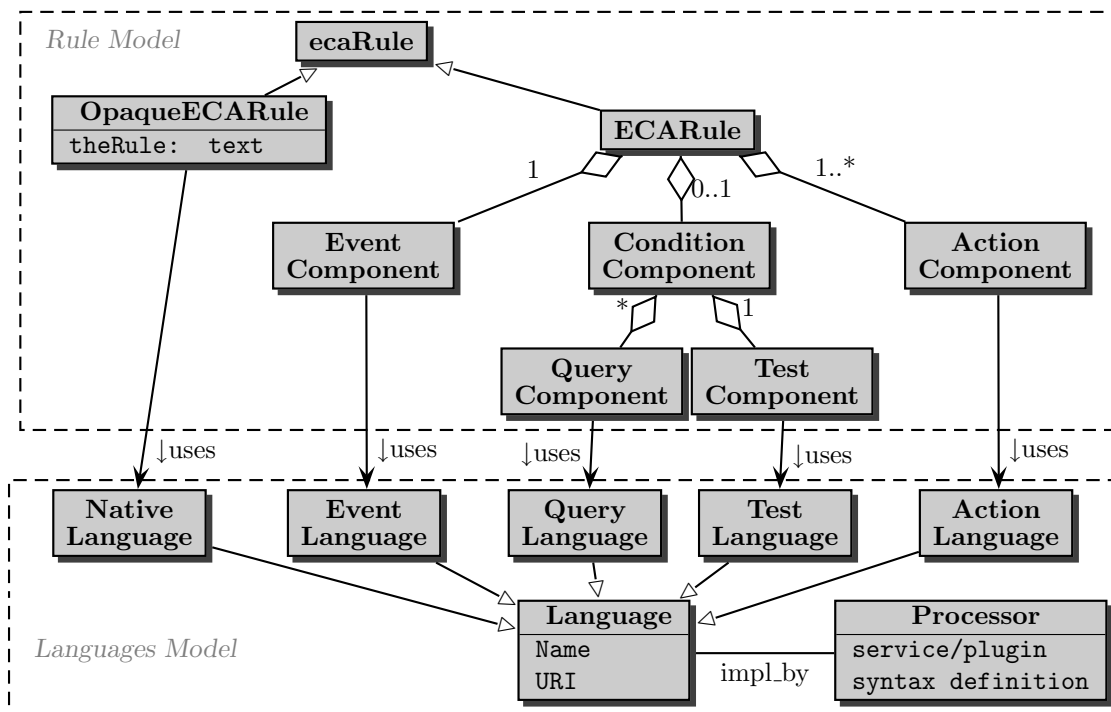 Rule Model
ecaRule
OpaqueECARule
theRule: text
ECARule
1
0..1
1..*
Event
Component
Condition
Component
Action
Component
*
1
Query
Component
Test
Component
↓uses
↓uses
↓uses
↓uses
↓uses
Native
Language
Event
Language
Query
Language
Test
Language
Action
Language
Language
Name
URI
impl_by
Processor
service/plugin
syntax definition
Languages Model